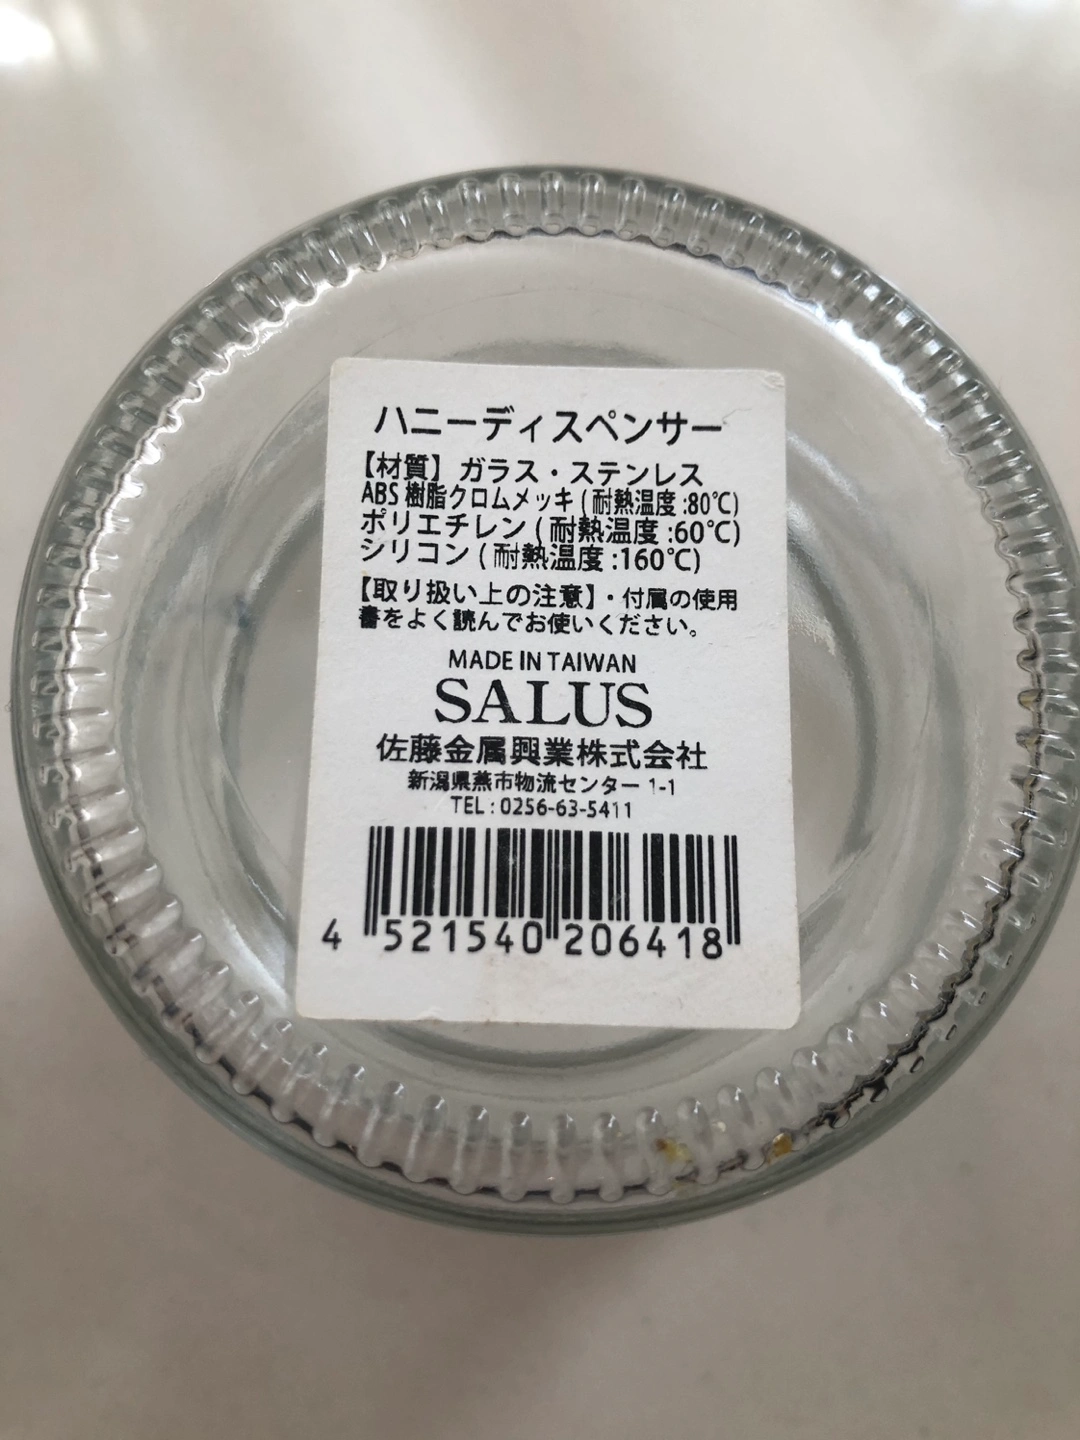 ハニーディスペンサー
【材質】ガラス・ステンレス
ABS 樹脂クロムメッキ ( 耐熱温度 :80℃)
ポリエチレン ( 耐熱温度 :60℃)
シリコン ( 耐熱温度 :160℃)
【取り扱い上の注意】・付属の使用
書をよく読んでお使いください。
MADE IN TAIWAN
SALUS
佐藤金属興業株式会社
新潟県燕市物流センター 1-1
TEL : 0256-63-5411
4 521540 206418